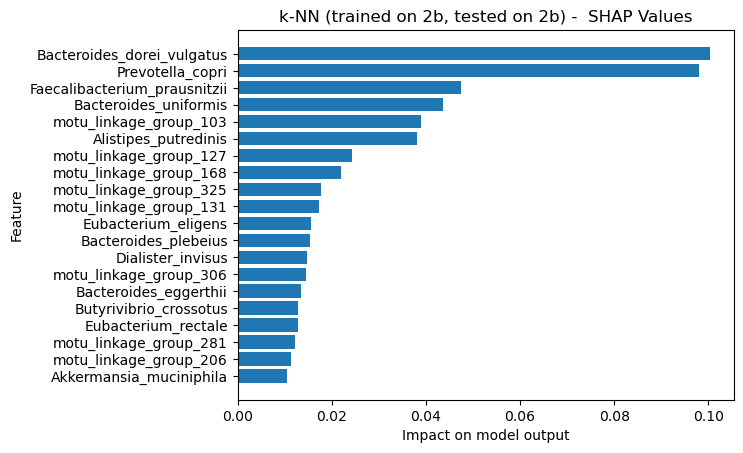 k-NN (trained on 2b, tested on 2b) -  SHAP Values
Feature
Bacteroides_dorei_vulgatus
Prevotella_copri
Faecalibacterium_prausnitzii
Bacteroides_uniformis
motu_linkage_group_103
Alistipes_putredinis
motu_linkage_group_127
motu_linkage_group_168
motu_linkage_group_325
motu_linkage_group_131
Eubacterium_eligens
Bacteroides_plebeius
Dialister_invisus
motu_linkage_group_306
Bacteroides_eggerthii
Butyrivibrio_crossotus
Eubacterium_rectale
motu_linkage_group_281
motu_linkage_group_206
Akkermansia_muciniphila
0.00 0.02 0.04 0.06 0.08 0.10
Impact on model output